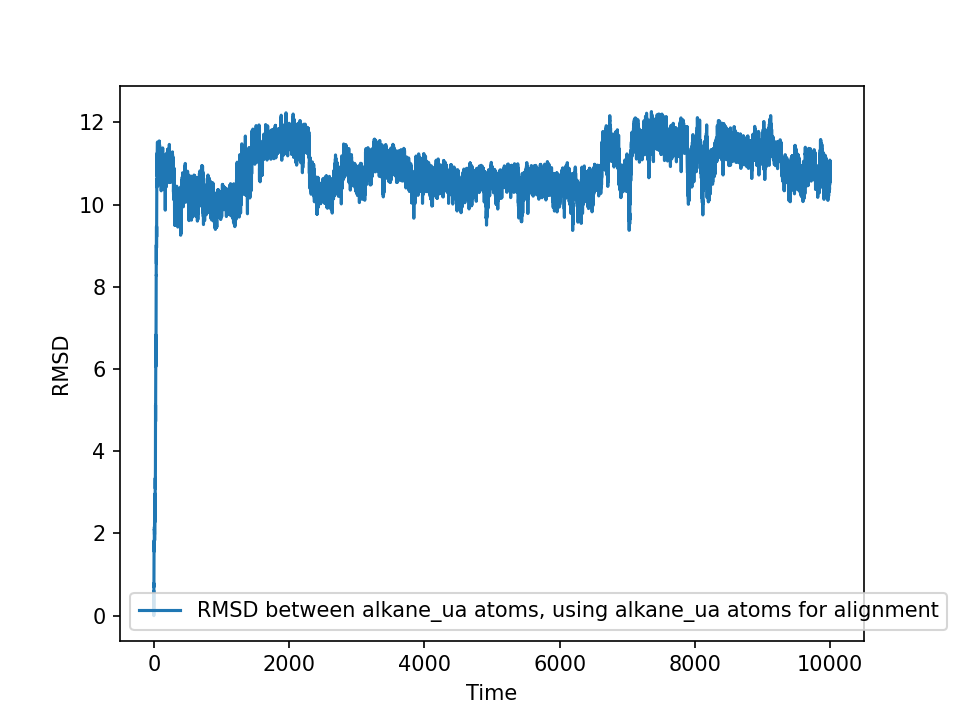 12
10
8
6
4
2
0
RMSD
RMSD between alkane_ua atoms, using alkane_ua atoms for alignment
0 2000 4000 6000 8000 10000
Time